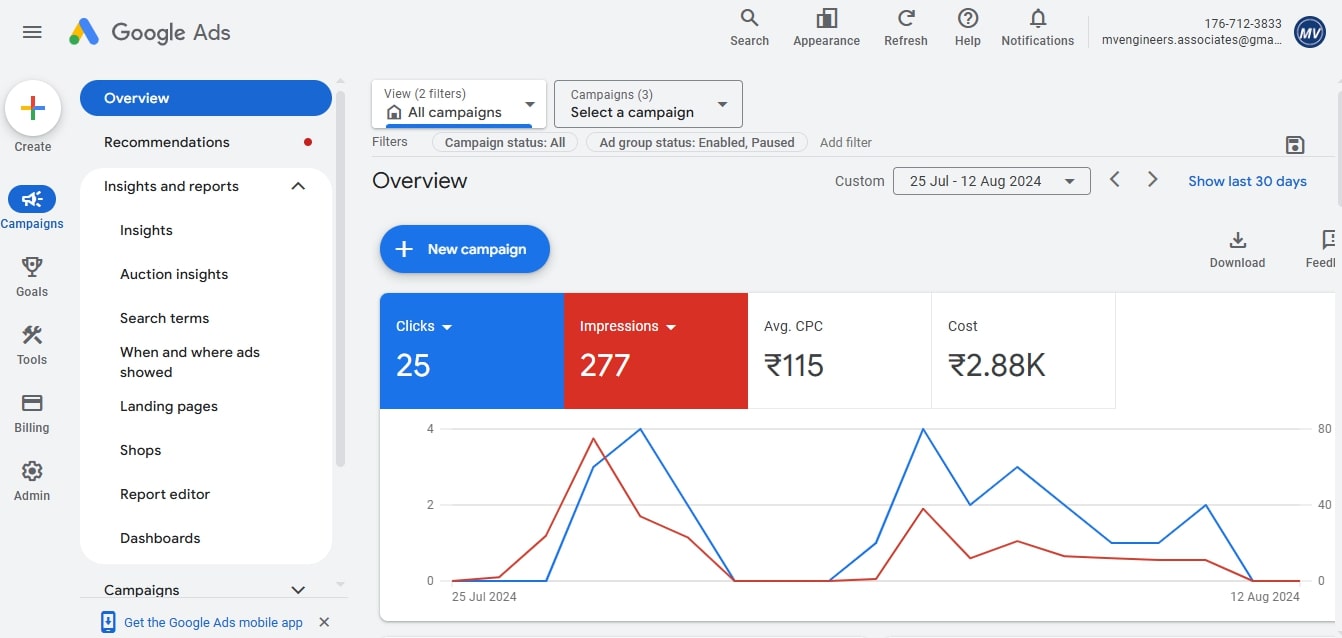 Google Ads
Search
Appearance
Refresh
Help
Notifications
176-712-3833
mvengineers.associates@gma...
MV
Create
Campaigns
Goals
Tools
Billing
Admin
Overview
Recommendations
Insights and reports
Insights
Auction insights
Search terms
When and where ads
showed
Landing pages
Shops
Report editor
Dashboards
Campaigns
Get the Google Ads mobile app
View (2 filters)
All campaigns
Campaigns (3)
Select a campaign
Filters
Campaign status: All
Ad group status: Enabled, Paused
Add filter
Overview
Custom
25 Jul - 12 Aug 2024
Show last 30 days
New campaign
Download
Feedl
Clicks
25
Impressions
277
Avg. CPC
₹115
Cost
₹2.88K
4
2
0
80
40
0
25 Jul 2024
12 Aug 2024